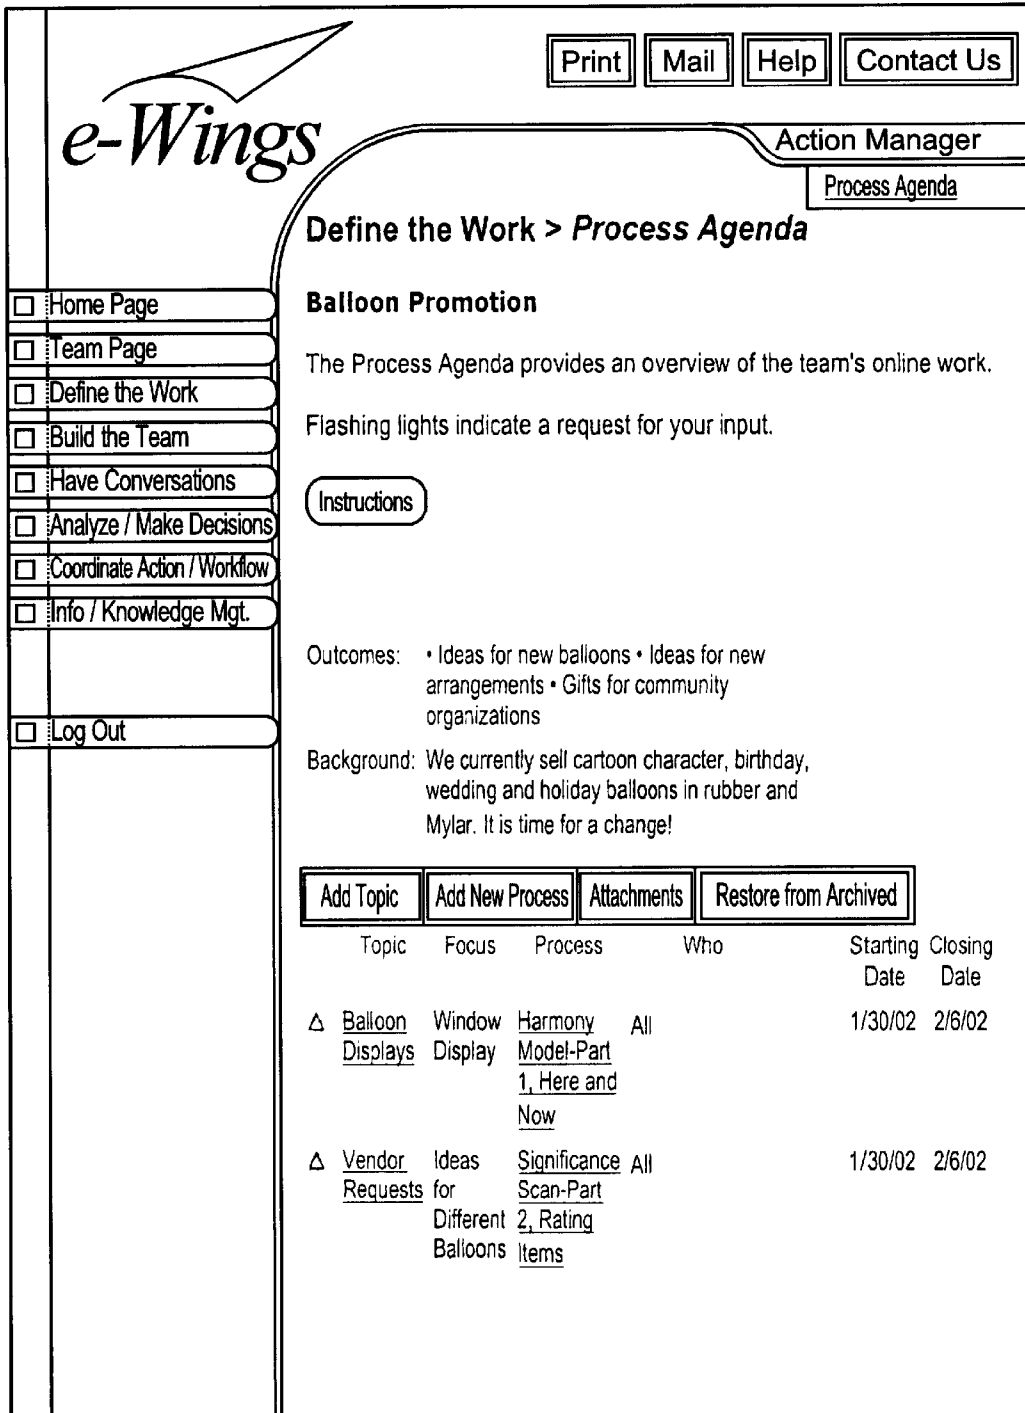 e-Wings
Print Mail Help Contact Us
Action Manager
Process Agenda
Define the Work > Process Agenda
Home Page
Team Page
Define the Work
Build the Team
Have Conversations
Analyze / Make Decisions
Coordinate Action / Workflow
Info / Knowledge Mgt.
Log Out
Balloon Promotion
The Process Agenda provides an overview of the team's online work.
Flashing lights indicate a request for your input.
Instructions
Outcomes: • Ideas for new balloons • Ideas for new
arrangements • Gifts for community
organizations
Background: We currently sell cartoon character, birthday,
wedding and holiday balloons in rubber and
Mylar. It is time for a change!
Add Topic Add New Process Attachments Restore from Archived
Topic Focus Process Who Starting Closing
Date Date
Balloon Window Harmony All 1/30/02 2/6/02
Displays Display Model-Part
1, Here and
Now
Vendor Ideas Significance All 1/30/02 2/6/02
Requests for Scan-Part
Different 2, Rating
Balloons Items